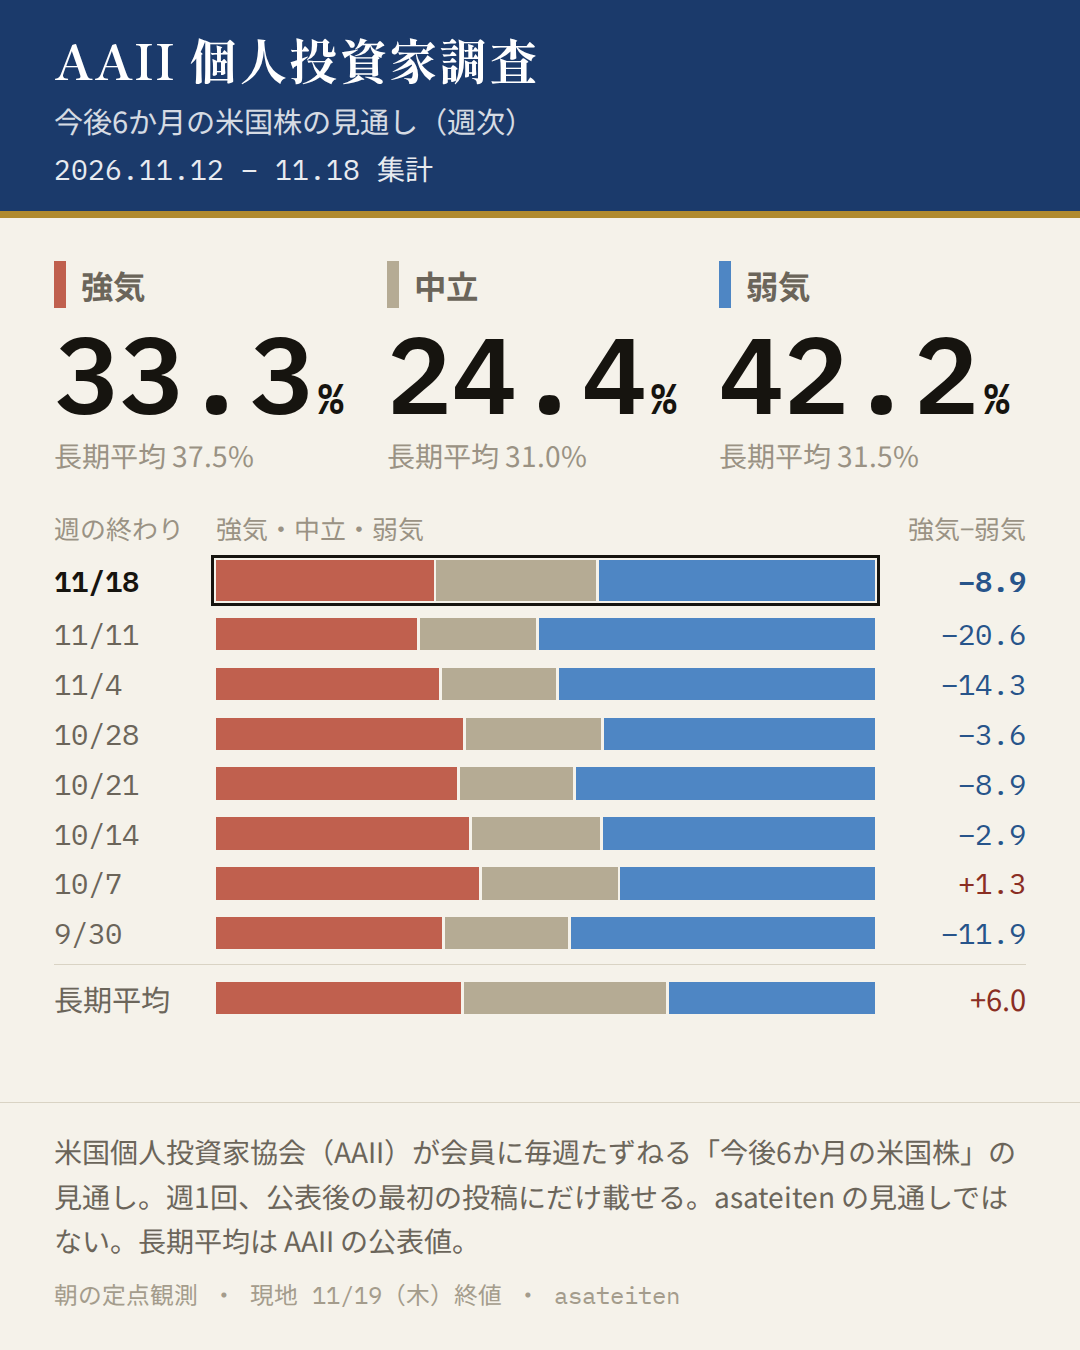 AAII 個人投資家調査
今後6か月の米国株の見通し（週次）
2026.11.12 – 11.18 集計
強気 中立 弱気
33.3% 24.4% 42.2%
長期平均 37.5% 長期平均 31.0% 長期平均 31.5%
週の終わり 強気・中立・弱気 強気−弱気
11/18 −8.9
11/11 −20.6
11/4 −14.3
10/28 −3.6
10/21 −8.9
10/14 −2.9
10/7 +1.3
9/30 −11.9
長期平均 +6.0
米国個人投資家協会（AAII）が会員に毎週たずねる「今後6か月の米国株」の
見通し。週1回、公表後の最初の投稿にだけ載せる。asateiten の見通しでは
ない。長期平均は AAII の公表値。
朝の定点観測 ・ 現地 11/19（木）終値 ・ asateiten